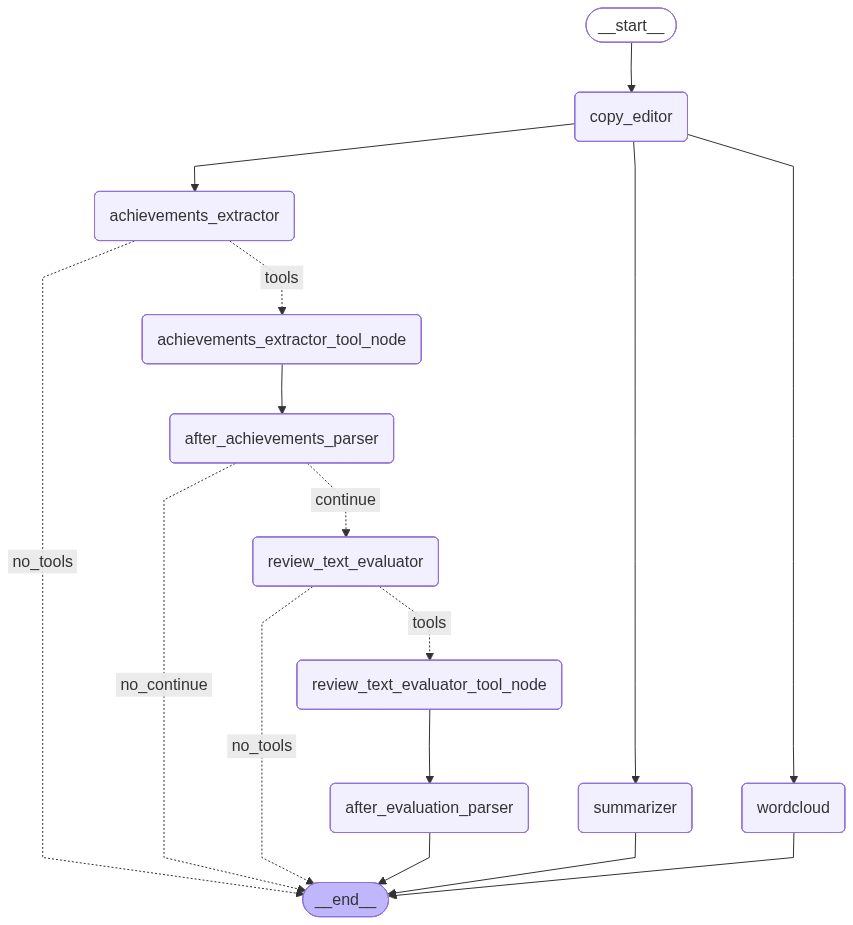 __start__
copy_editor
achievements_extractor
tools
achievements_extractor_tool_node
after_achievements_parser
continue
no_tools
review_text_evaluator
tools
no_continue
review_text_evaluator_tool_node
no_tools
after_evaluation_parser
summarizer
wordcloud
__end__